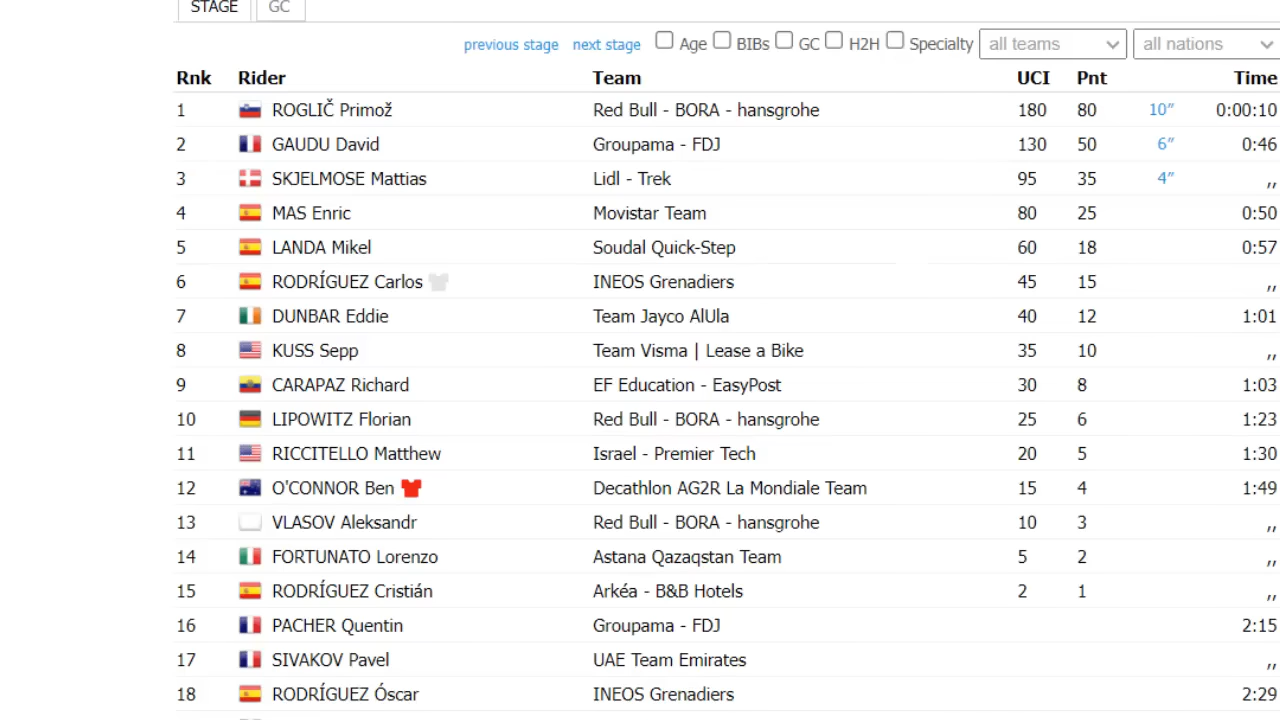 STAGE GC
previous stage next stage Age BIBs GC H2H Specialty all teams all nations
Rnk Rider Team UCI Pnt Time
1 ROGLIČ Primož Red Bull - BORA - hansgrohe 180 80 10″ 0:00:10
2 GAUDU David Groupama - FDJ 130 50 6″ 0:46
3 SKJELMOSE Mattias Lidl - Trek 95 35 4″ ,,
4 MAS Enric Movistar Team 80 25 0:50
5 LANDA Mikel Soudal Quick-Step 60 18 0:57
6 RODRÍGUEZ Carlos INEOS Grenadiers 45 15 ,,
7 DUNBAR Eddie Team Jayco AlUla 40 12 1:01
8 KUSS Sepp Team Visma | Lease a Bike 35 10 ,,
9 CARAPAZ Richard EF Education - EasyPost 30 8 1:03
10 LIPOWITZ Florian Red Bull - BORA - hansgrohe 25 6 1:23
11 RICCITELLO Matthew Israel - Premier Tech 20 5 1:30
12 O'CONNOR Ben Decathlon AG2R La Mondiale Team 15 4 1:49
13 VLASOV Aleksandr Red Bull - BORA - hansgrohe 10 3 ,,
14 FORTUNATO Lorenzo Astana Qazaqstan Team 5 2 ,,
15 RODRÍGUEZ Cristián Arkéa - B&B Hotels 2 1 ,,
16 PACHER Quentin Groupama - FDJ 2:15
17 SIVAKOV Pavel UAE Team Emirates ,,
18 RODRÍGUEZ Óscar INEOS Grenadiers 2:29